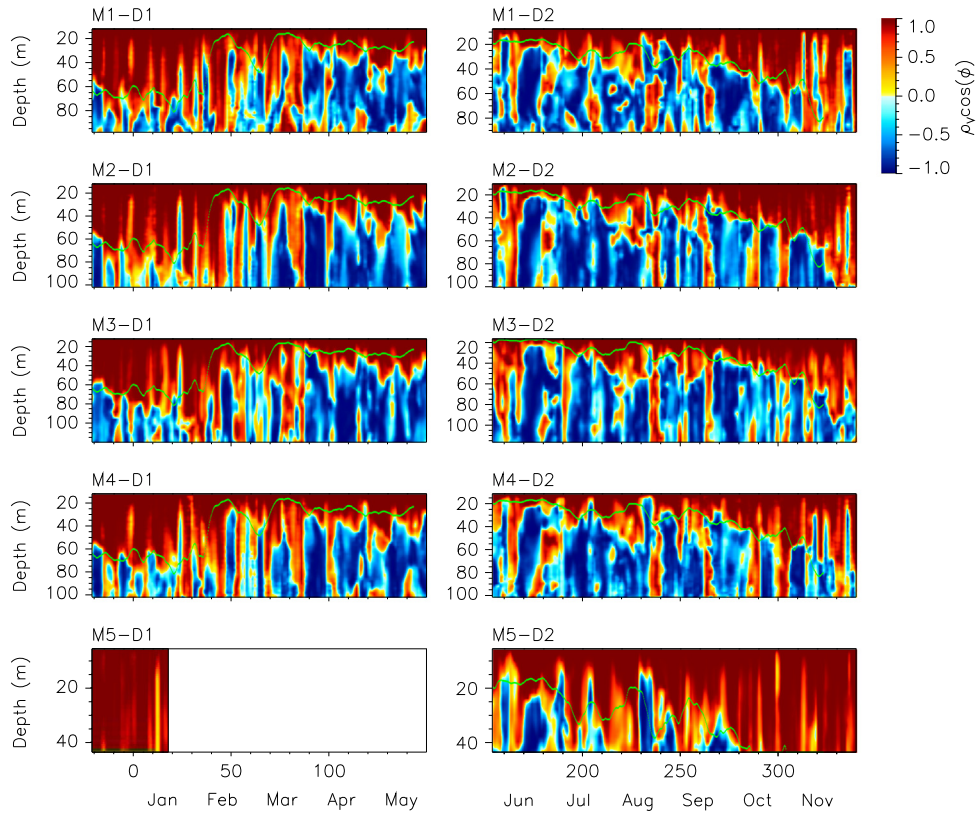 M1-D1
M1-D2
Depth (m)
20
40
60
80
20
40
60
80
1.0
0.5
0.0
-0.5
-1.0
ρvcos(ϕ)
M2-D1
M2-D2
Depth (m)
20
40
60
80
100
20
40
60
80
100
M3-D1
M3-D2
Depth (m)
20
40
60
80
100
20
40
60
80
100
M4-D1
M4-D2
Depth (m)
20
40
60
80
100
20
40
60
80
100
M5-D1
M5-D2
Depth (m)
20
40
20
40
0 50 100 200 250 300
Jan Feb Mar Apr May Jun Jul Aug Sep Oct Nov